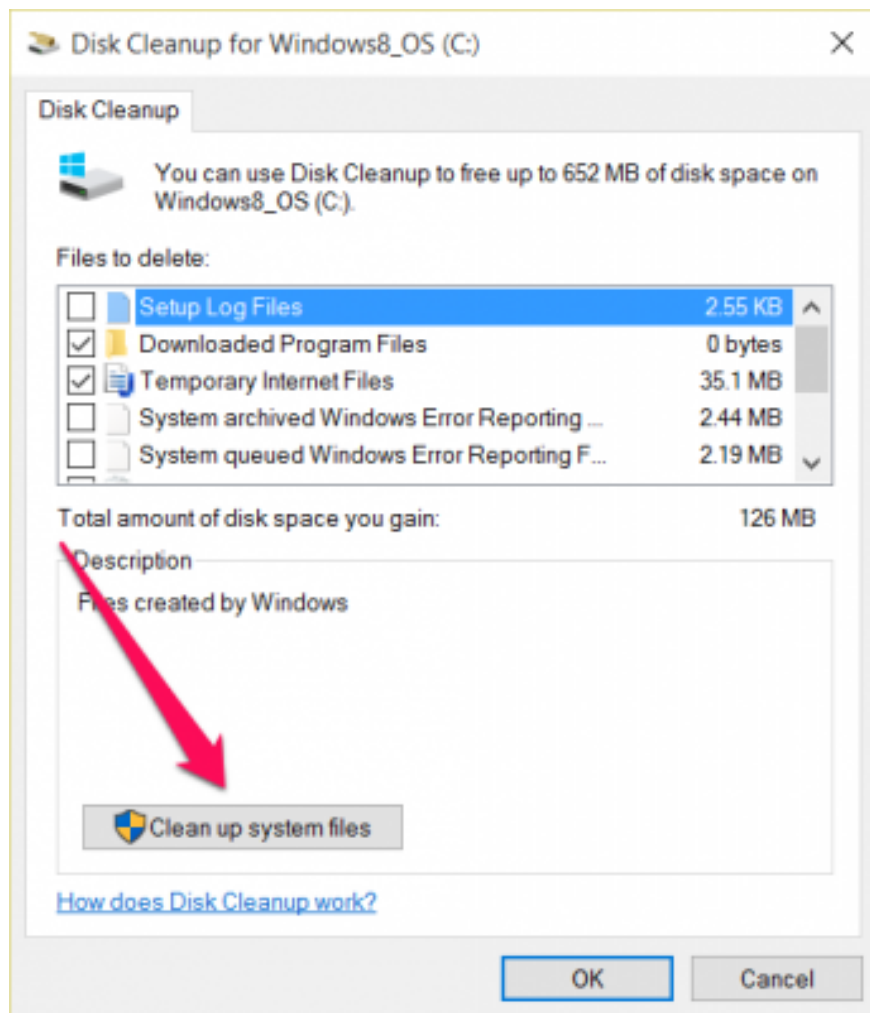 Disk Cleanup for Windows8_OS (C:)
Disk Cleanup
You can use Disk Cleanup to free up to 652 MB of disk space on
Windows8_OS (C:).
Files to delete:
Setup Log Files 2.55 KB
Downloaded Program Files 0 bytes
Temporary Internet Files 35.1 MB
System archived Windows Error Reporting ... 2.44 MB
System queued Windows Error Reporting F... 2.19 MB
Total amount of disk space you gain: 126 MB
Description
Files created by Windows
Clean up system files
How does Disk Cleanup work?
OK Cancel